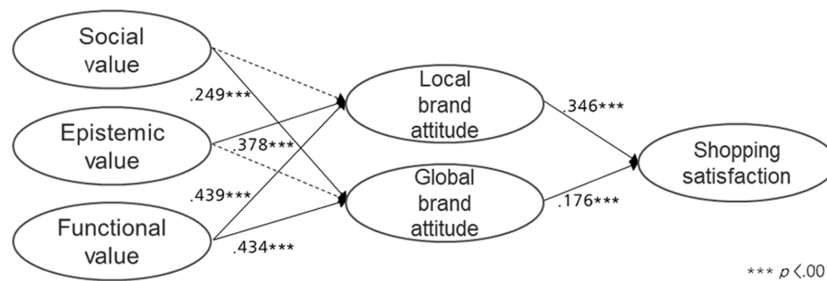 Social
value
Local
brand
attitude
.249***
.346***
Epistemic
value
.378***
Shopping
satisfaction
.439***
Global
brand
attitude
.176***
Functional
value
.434***
*** p<.00